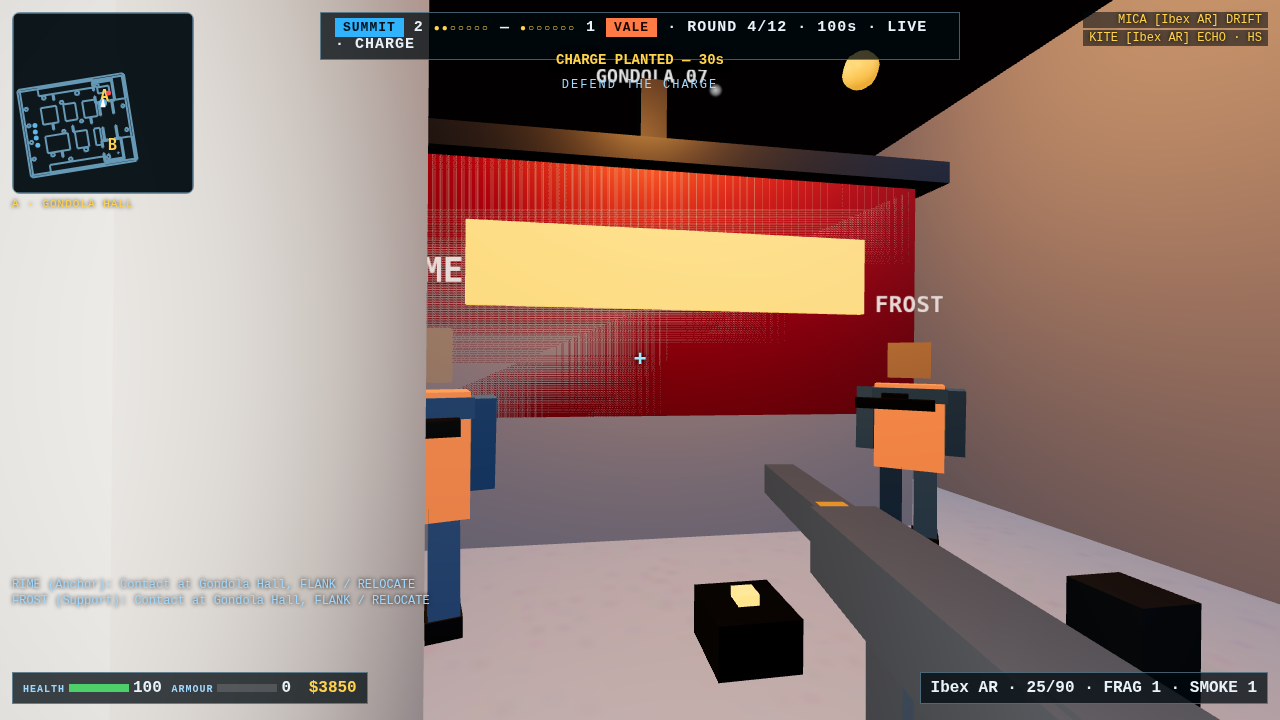 SUMMIT 2 ●●○○○○○ — ●○○○○○○ 1 VALE · ROUND 4/12 · 100s · LIVE
· CHARGE
MICA [Ibex AR] DRIFT
KITE [Ibex AR] ECHO · HS
CHARGE PLANTED — 30s
GONDOLA 07
DEFEND THE CHARGE
A
B
A · GONDOLA HALL
ME
FROST
RIME (Anchor): Contact at Gondola Hall, FLANK / RELOCATE
FROST (Support): Contact at Gondola Hall, FLANK / RELOCATE
HEALTH 100 ARMOUR 0 $3850
Ibex AR · 25/90 · FRAG 1 · SMOKE 1